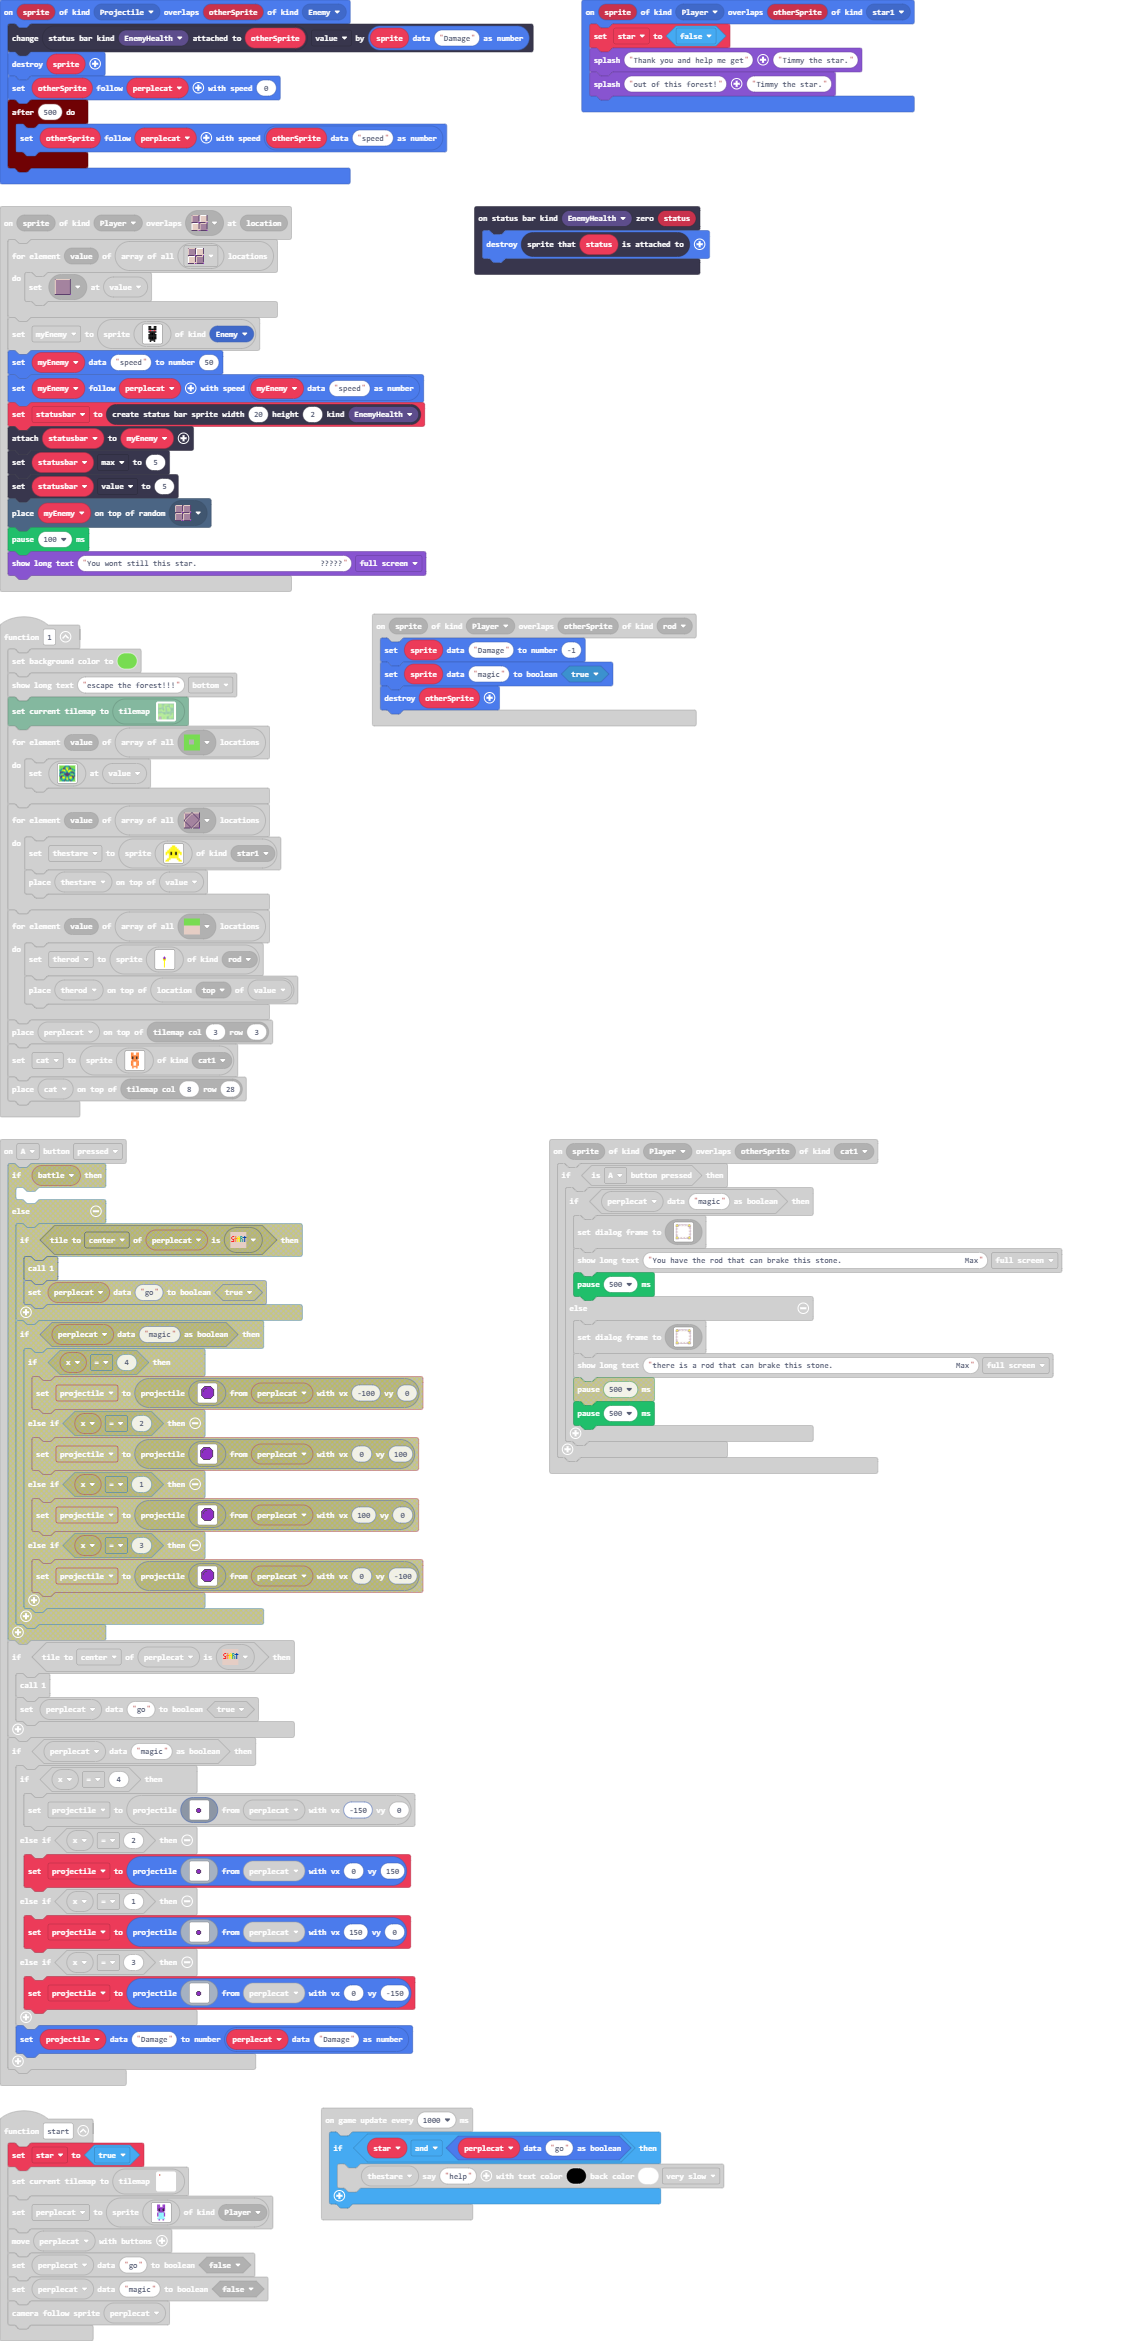 on sprite of kind Projectile overlaps otherSprite of kind Enemy
change status bar kind EnemyHealth attached to otherSprite value by sprite data "Damage" as number
destroy sprite
set otherSprite follow perplecat with speed 0
after 500 do
set otherSprite follow perplecat with speed otherSprite data "speed" as number
on sprite of kind Player overlaps otherSprite of kind star1
set star to false
splash "Thank you and help me get" "Timmy the star."
splash "out of this forest!" "Timmy the star."
on sprite of kind Player overlaps at location
for element value of array of all locations
do
set at value
set myEnemy to sprite of kind Enemy
set myEnemy data "speed" to number 50
set myEnemy follow perplecat with speed myEnemy data "speed" as number
set statusbar to create status bar sprite width 20 height 2 kind EnemyHealth
attach statusbar to myEnemy
set statusbar max to 5
set statusbar value to 5
place myEnemy on top of random
pause 100 ms
show long text "You wont still this star. ?????" full screen
on status bar kind EnemyHealth zero status
destroy sprite that status is attached to
function 1
set background color to
show long text "escape the forest!!!" bottom
set current tilemap to tilemap
for element value of array of all locations
do
set at value
for element value of array of all locations
do
set thestare to sprite of kind star1
place thestare on top of value
for element value of array of all locations
do
set therod to sprite of kind rod
place therod on top of location top of value
place perplecat on top of tilemap col 3 row 3
set cat to sprite of kind cat1
place cat on top of tilemap col 8 row 28
on sprite of kind Player overlaps otherSprite of kind rod
set sprite data "Damage" to number -1
set sprite data "magic" to boolean true
destroy otherSprite
on A button pressed
if battle then
else
if tile to center of perplecat is then
call 1
set perplecat data "go" to boolean true
if perplecat data "magic" as boolean then
if x = 4 then
set projectile to projectile from perplecat with vx -100 vy 0
else if x = 2 then
set projectile to projectile from perplecat with vx 0 vy 100
else if x = 1 then
set projectile to projectile from perplecat with vx 100 vy 0
else if x = 3 then
set projectile to projectile from perplecat with vx 0 vy -100
if tile to center of perplecat is then
call 1
set perplecat data "go" to boolean true
if perplecat data "magic" as boolean then
if x = 4 then
set projectile to projectile from perplecat with vx -150 vy 0
else if x = 2 then
set projectile to projectile from perplecat with vx 0 vy 150
else if x = 1 then
set projectile to projectile from perplecat with vx 150 vy 0
else if x = 3 then
set projectile to projectile from perplecat with vx 0 vy -150
set projectile data "Damage" to number perplecat data "Damage" as number
on sprite of kind Player overlaps otherSprite of kind cat1
if is A button pressed then
if perplecat data "magic" as boolean then
set dialog frame to
show long text "You have the rod that can brake this stone. Max" full screen
pause 500 ms
else
set dialog frame to
show long text "there is a rod that can brake this stone. Max" full screen
pause 500 ms
pause 500 ms
function start
set star to true
set current tilemap to tilemap
set perplecat to sprite of kind Player
move perplecat with buttons
set perplecat data "go" to boolean false
set perplecat data "magic" to boolean false
camera follow sprite perplecat
on game update every 1000 ms
if star and perplecat data "go" as boolean then
thestare say "help" with text color back color very slow